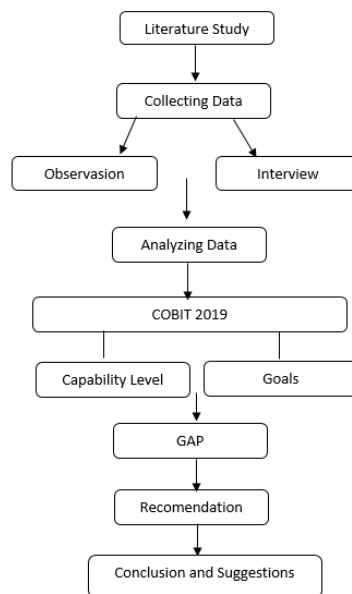 Literature Study
Collecting Data
Observasion
Interview
Analyzing Data
COBIT 2019
Capability Level
Goals
GAP
Recomendation
Conclusion and Suggestions